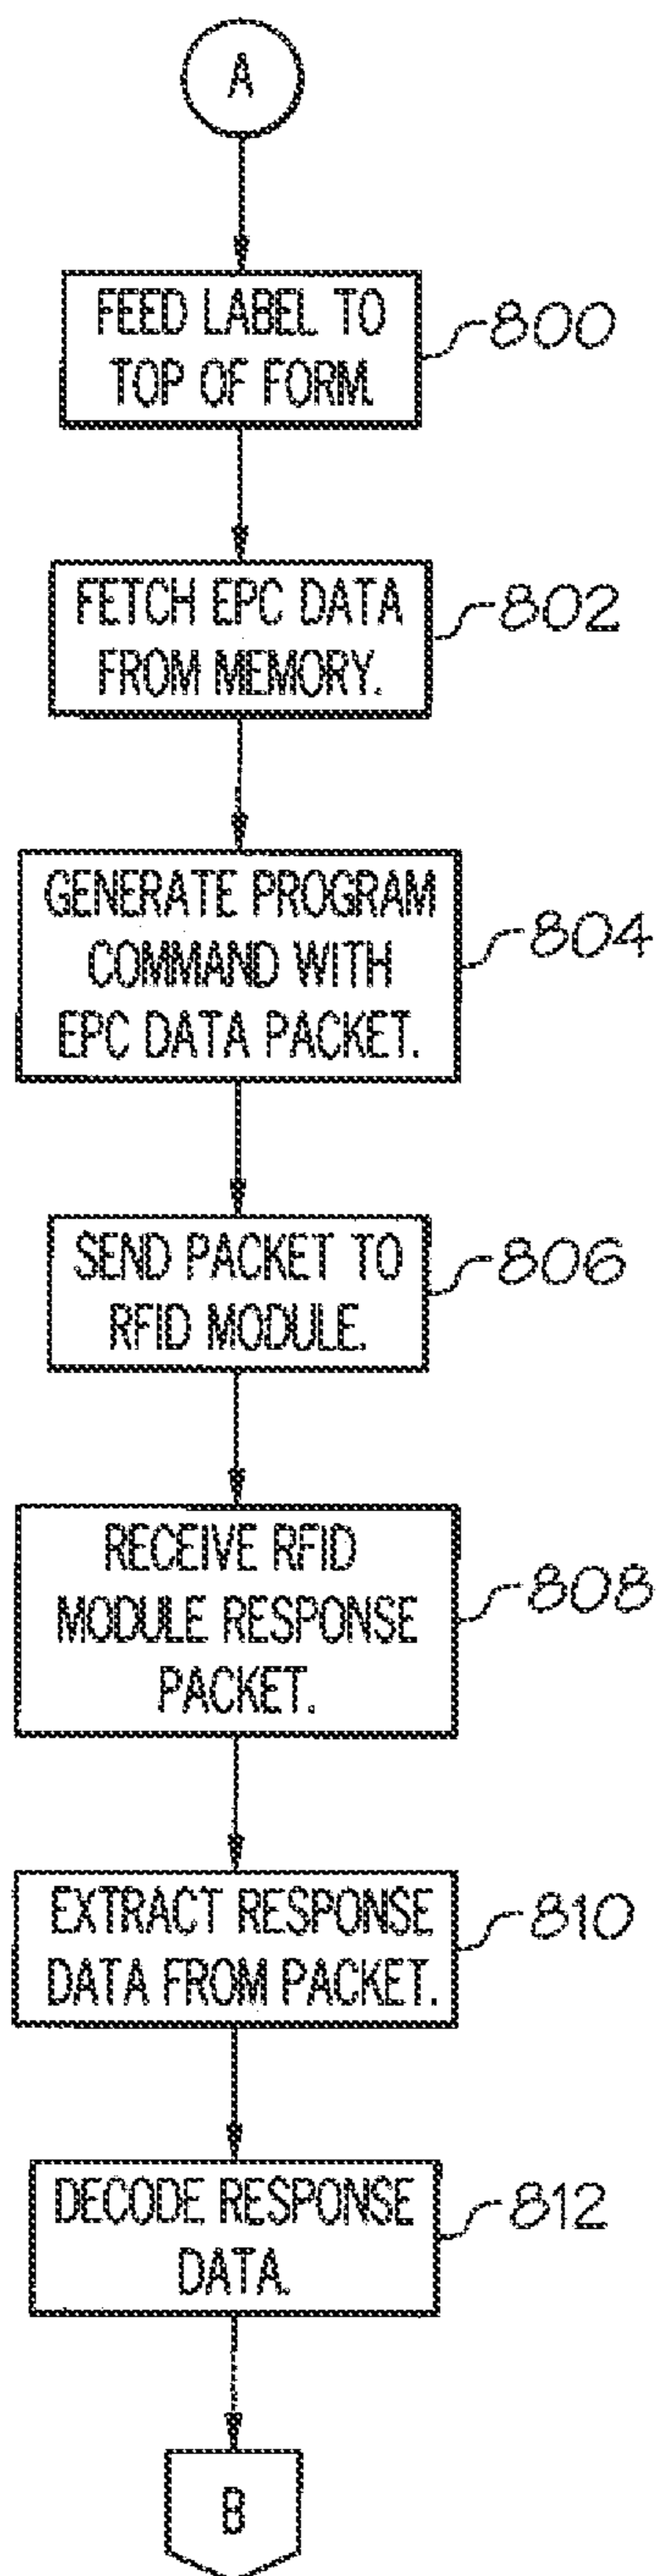 A
FEED LABEL TO
TOP OF FORM.
800
FETCH EPC DATA
FROM MEMORY.
802
GENERATE PROGRAM
COMMAND WITH
EPC DATA PACKET.
804
SEND PACKET TO
RFID MODULE.
806
RECEIVE RFID
MODULE RESPONSE
PACKET.
808
EXTRACT RESPONSE
DATA FROM PACKET.
810
DECODE RESPONSE
DATA.
812
B